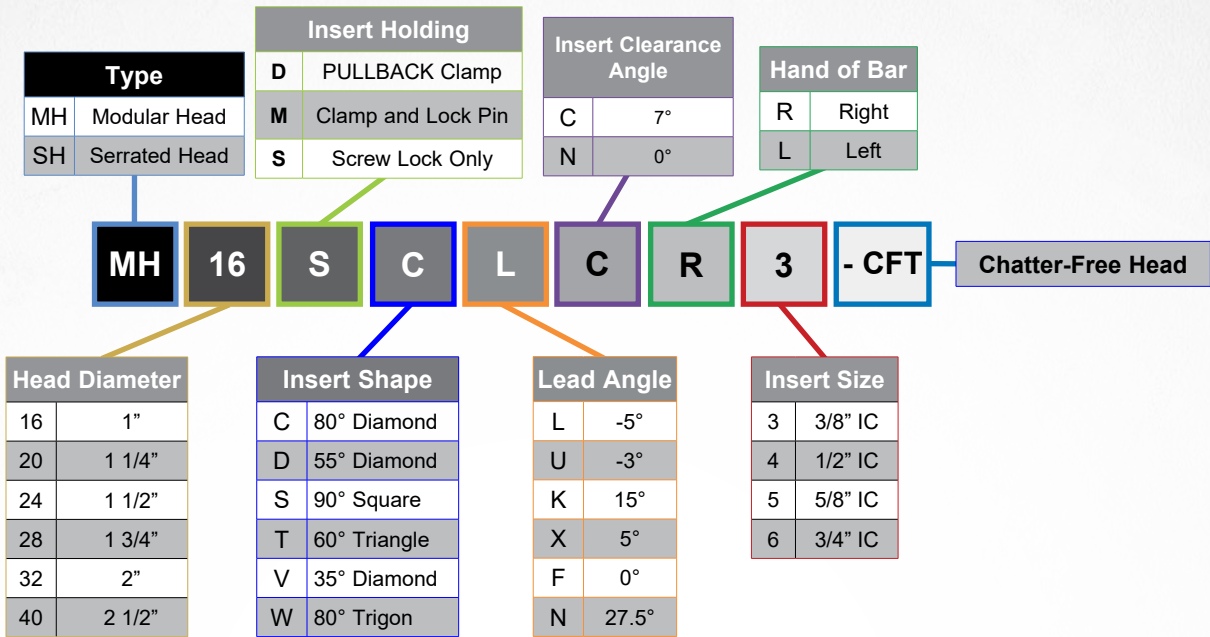 Type
MH Modular Head
SH Serrated Head
Insert Holding
D PULLBACK Clamp
M Clamp and Lock Pin
S Screw Lock Only
Insert Clearance
Angle
C 7°
N 0°
Hand of Bar
R Right
L Left
MH 16 S C L C R 3 - CFT Chatter-Free Head
Head Diameter
16 1”
20 1 1/4”
24 1 1/2”
28 1 3/4”
32 2”
40 2 1/2”
Insert Shape
C 80° Diamond
D 55° Diamond
S 90° Square
T 60° Triangle
V 35° Diamond
W 80° Trigon
Lead Angle
L -5°
U -3°
K 15°
X 5°
F 0°
N 27.5°
Insert Size
3 3/8” IC
4 1/2” IC
5 5/8” IC
6 3/4” IC